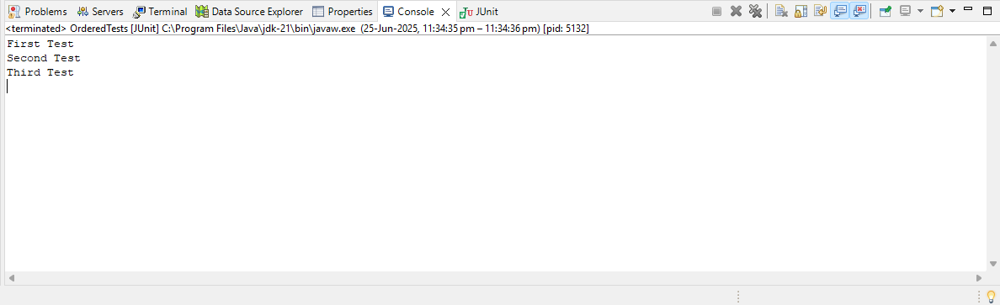 Problems Servers Terminal Data Source Explorer Properties Console JUnit
<terminated> OrderedTests [JUnit] C:\Program Files\Java\jdk-21\bin\javaw.exe (25-Jun-2025, 11:34:35 pm – 11:34:36 pm) [pid: 5132]
First Test
Second Test
Third Test